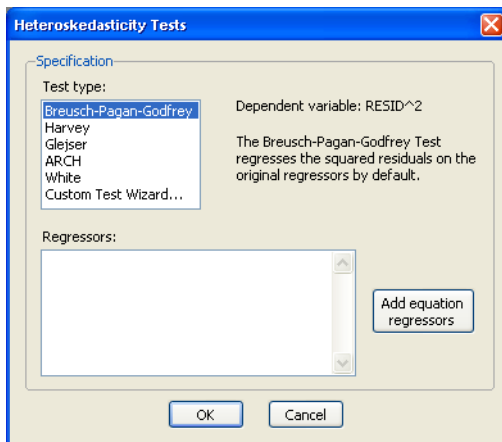 Heteroskedasticity Tests
Specification
Test type:
Breusch-Pagan-Godfrey
Harvey
Glejser
ARCH
White
Custom Test Wizard...
Dependent variable: RESID^2
The Breusch-Pagan-Godfrey Test
regresses the squared residuals on the
original regressors by default.
Regressors:
Add equation
regressors
OK
Cancel